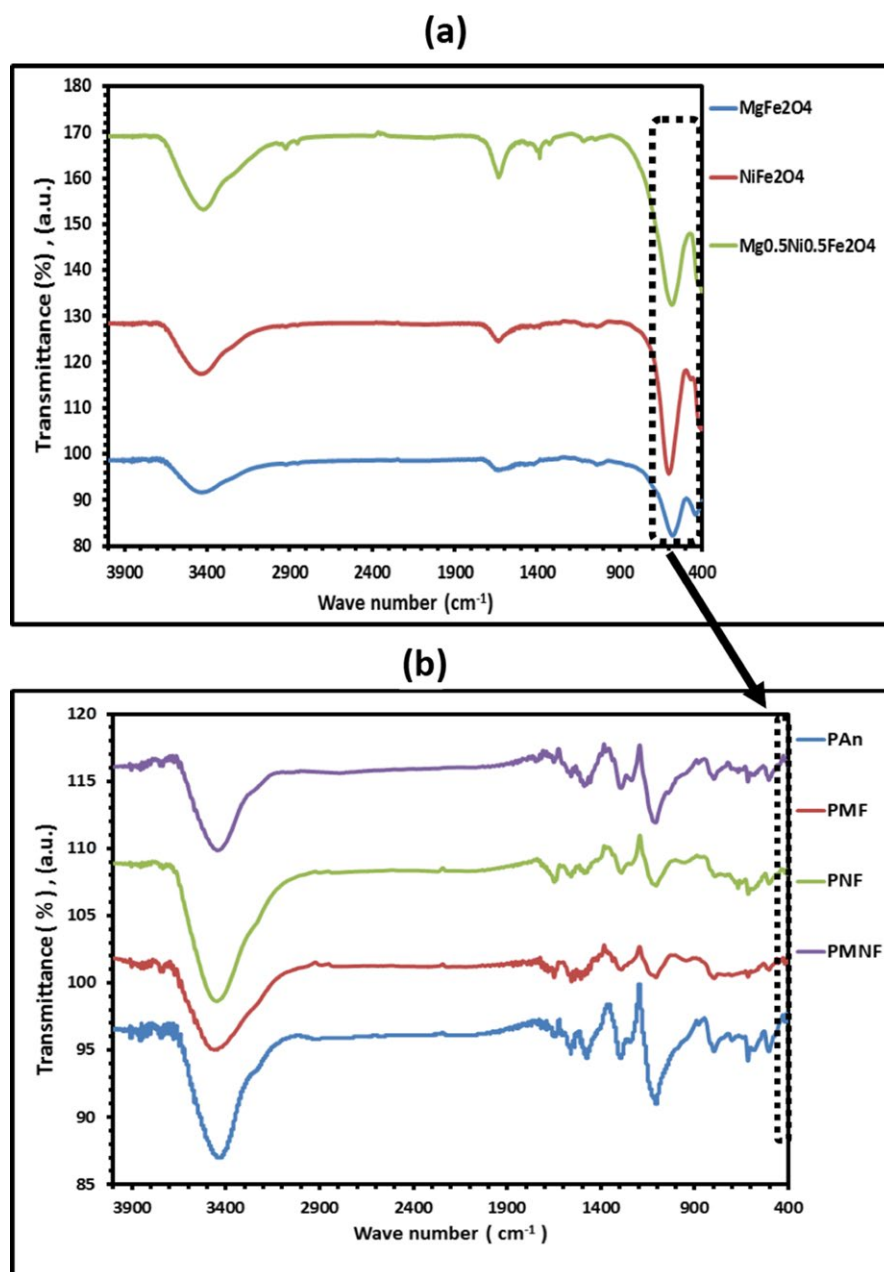 (a)
Transmittance (%) , (a.u.)
180
170
160
150
140
130
120
110
100
90
80
3900 3400 2900 2400 1900 1400 900 400
Wave number (cm⁻¹)
MgFe2O4
NiFe2O4
Mg0.5Ni0.5Fe2O4
(b)
Transmittance ( % ) , (a.u.)
120
115
110
105
100
95
90
85
3900 3400 2900 2400 1900 1400 900 400
Wave number ( cm⁻¹)
PAn
PMF
PNF
PMNF